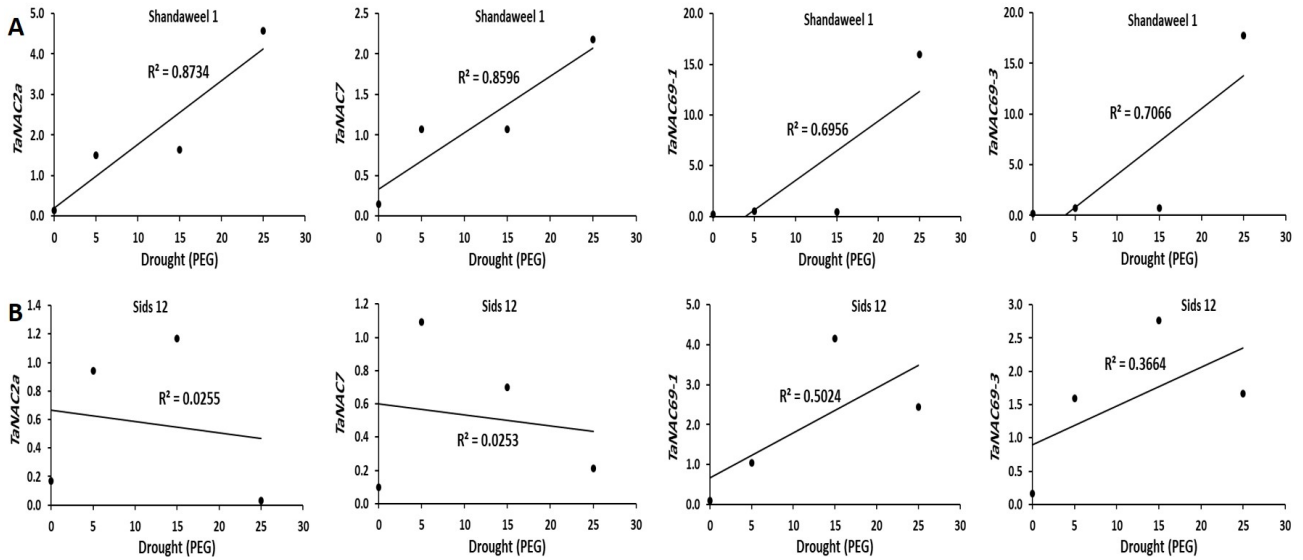 A
Shandaweel 1
TaNAC2a
5.0
4.0
3.0
2.0
1.0
0.0
R² = 0.8734
0 5 10 15 20 25 30
Drought (PEG)
Shandaweel 1
TaNAC7
2.5
2.0
1.5
1.0
0.5
0.0
R² = 0.8596
0 5 10 15 20 25 30
Drought (PEG)
Shandaweel 1
TaNAC69-1
20.0
15.0
10.0
5.0
0.0
R² = 0.6956
0 5 10 15 20 25 30
Drought (PEG)
Shandaweel 1
TaNAC69-3
20.0
15.0
10.0
5.0
0.0
R² = 0.7066
0 5 10 15 20 25 30
Drought (PEG)
B
Sids 12
TaNAC2a
1.4
1.2
1.0
0.8
0.6
0.4
0.2
0.0
R² = 0.0255
0 5 10 15 20 25 30
Drought (PEG)
Sids 12
TaNAC7
1.2
1.0
0.8
0.6
0.4
0.2
0.0
R² = 0.0253
0 5 10 15 20 25 30
Drought (PEG)
Sids 12
TaNAC69-1
5.0
4.0
3.0
2.0
1.0
0.0
R² = 0.5024
0 5 10 15 20 25 30
Drought (PEG)
Sids 12
TaNAC69-3
3.0
2.5
2.0
1.5
1.0
0.5
0.0
R² = 0.3664
0 5 10 15 20 25 30
Drought (PEG)